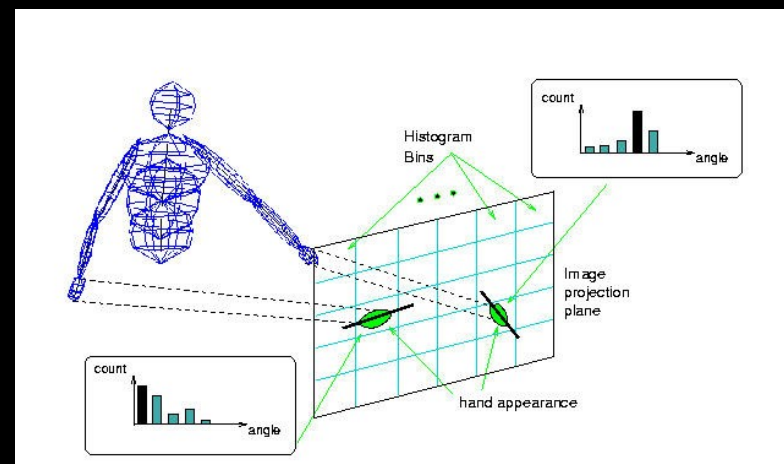 count
angle
Histogram
Bins
Image
projection
plane
count
angle
hand appearance